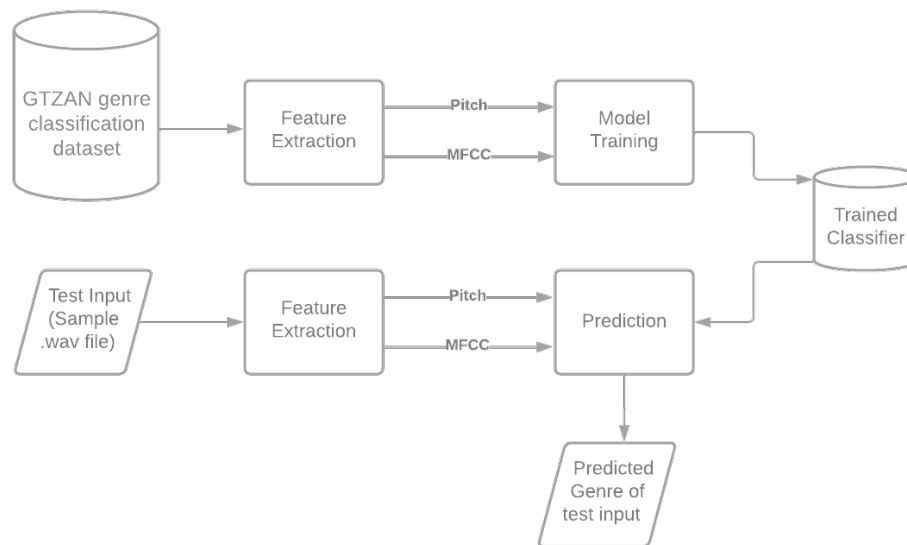 GTZAN genre
classification
dataset
Feature
Extraction
Pitch
MFCC
Model
Training
Trained
Classifier
Test Input
(Sample
.wav file)
Feature
Extraction
Pitch
MFCC
Prediction
Predicted
Genre of
test input